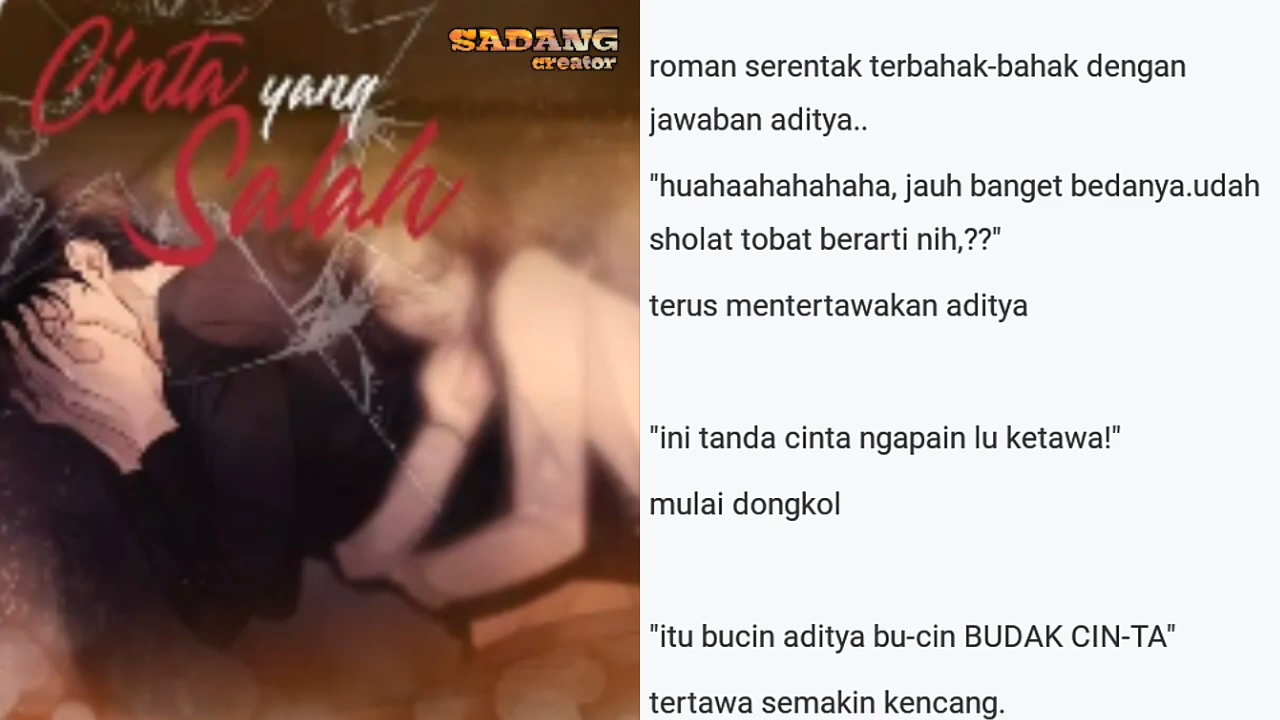 Cinta yang
Salah
SADANG
creator
roman serentak terbahak-bahak dengan
jawaban aditya..
"huahaahahahaha, jauh banget bedanya.udah
sholat tobat berarti nih,??"
terus mentertawakan aditya
"ini tanda cinta ngapain lu ketawa!"
mulai dongkol
"itu bucin aditya bu-cin BUDAK CIN-TA"
tertawa semakin kencang.